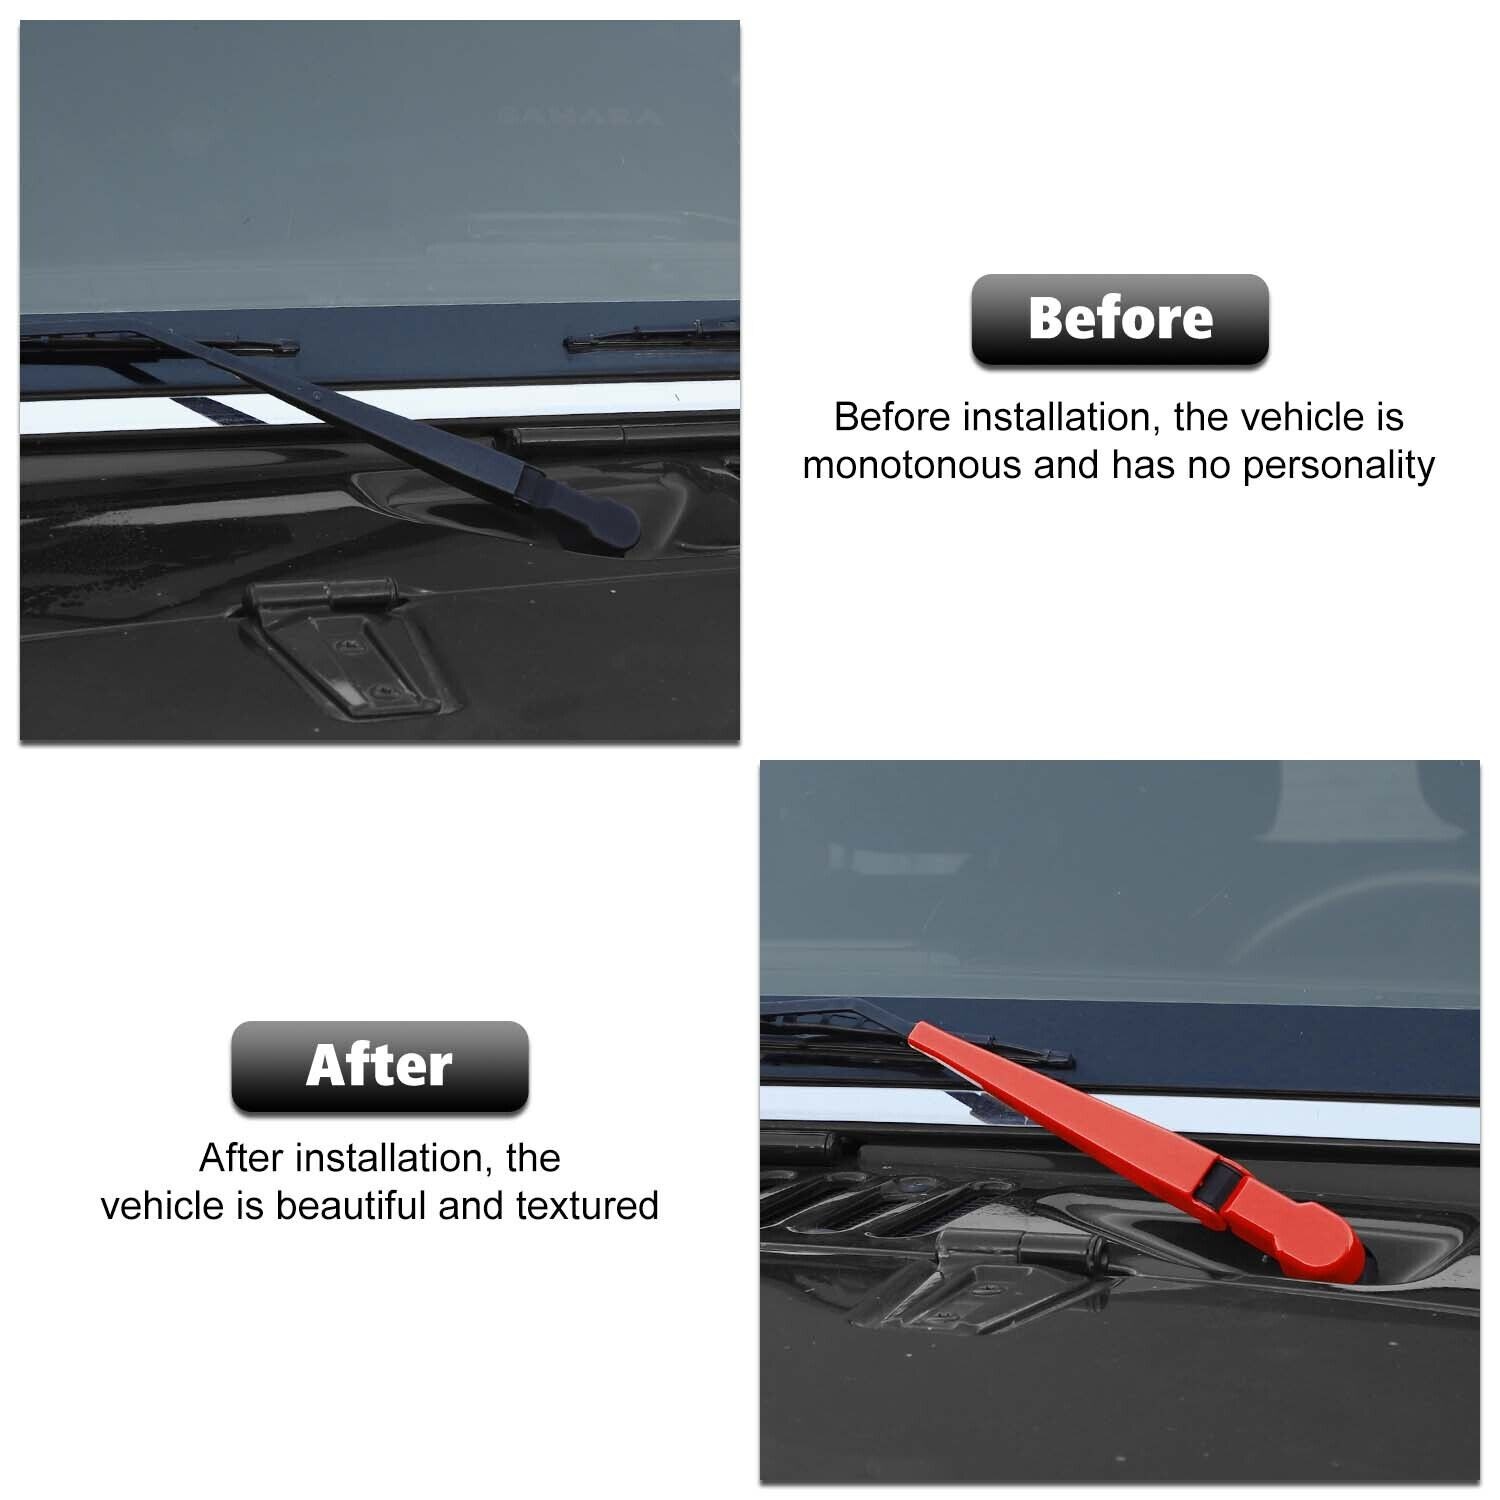 SAHARA
Before
Before installation, the vehicle is
monotonous and has no personality
After
After installation, the
vehicle is beautiful and textured